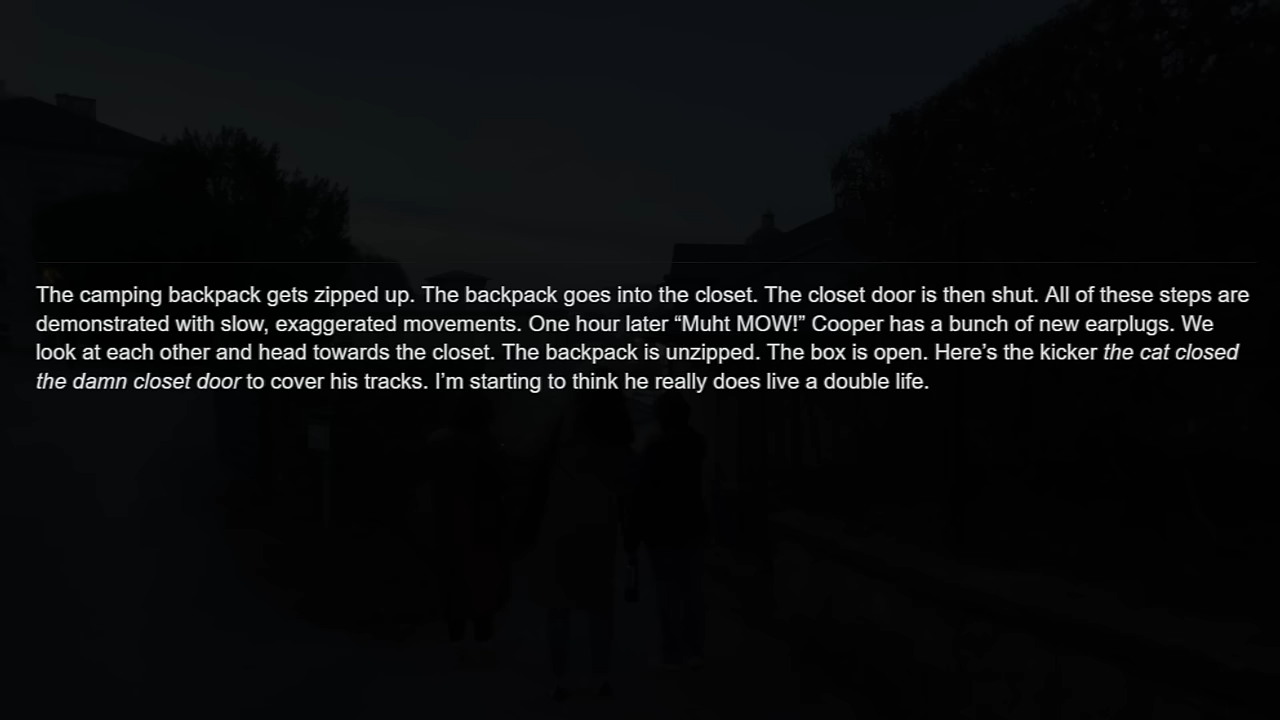 The camping backpack gets zipped up. The backpack goes into the closet. The closet door is then shut. All of these steps are
demonstrated with slow, exaggerated movements. One hour later “Muht MOW!” Cooper has a bunch of new earplugs. We
look at each other and head towards the closet. The backpack is unzipped. The box is open. Here’s the kicker the cat closed
the damn closet door to cover his tracks. I’m starting to think he really does live a double life.